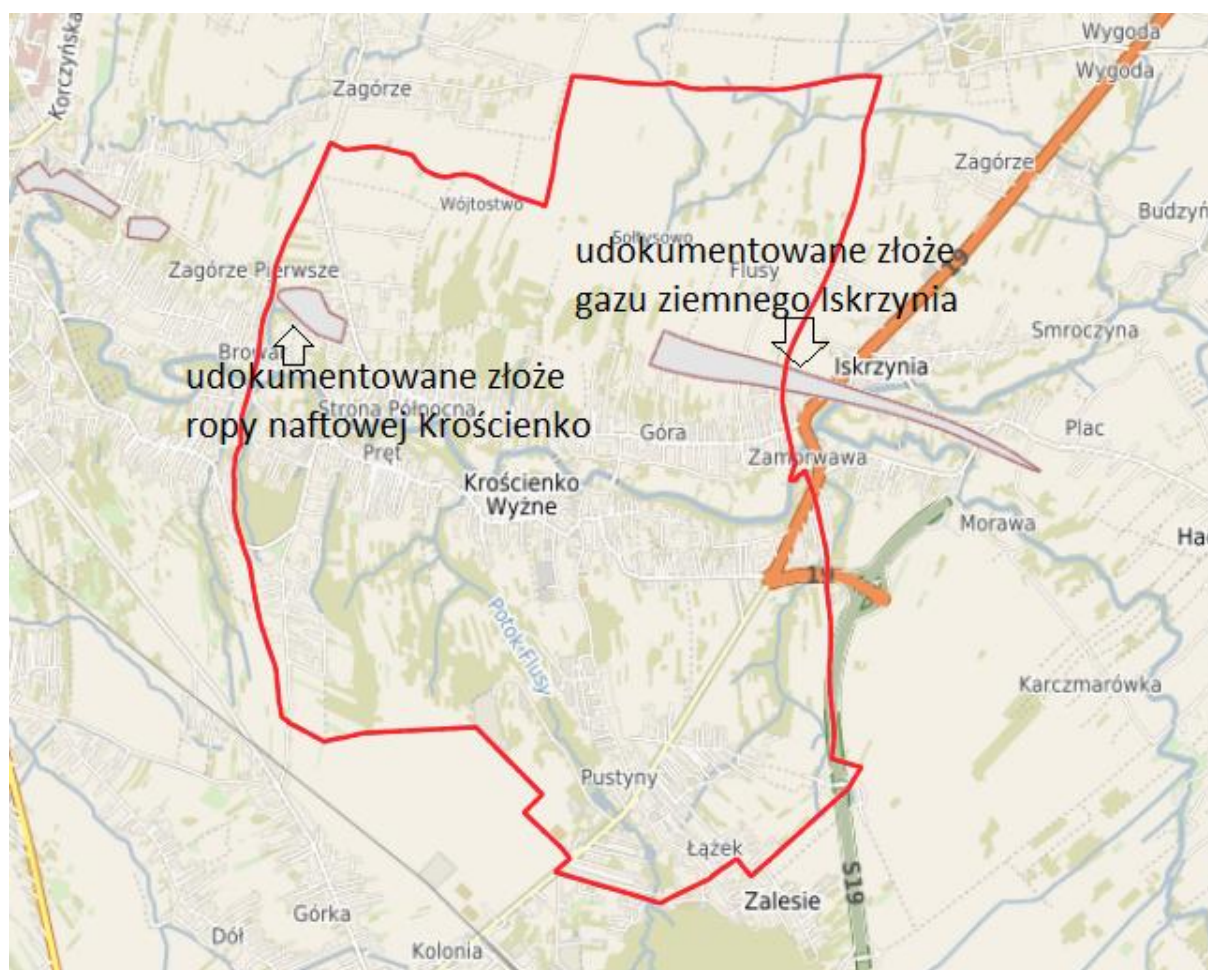 Korczyńska
Wygoda
Wygoda
Zagórze
Zagórze
Wójtostwo
Budzyń
Sołtysowo
udokumentowane złoże
gazu ziemnego Iskrzynia
Flusy
19
Zagórze Pierwsze
Smroczyna
Browar
Iskrzynia
udokumentowane złoże
ropy naftowej Krościenko
Strona Północna
Góra
Plac
Pręt
Zamorwawa
Krościenko
Wyżne
Morawa
19
Potok Flusy
Karczmarówka
Pustyny
Łążek
S19
Zalesie
Górka
Dół
Kolonia